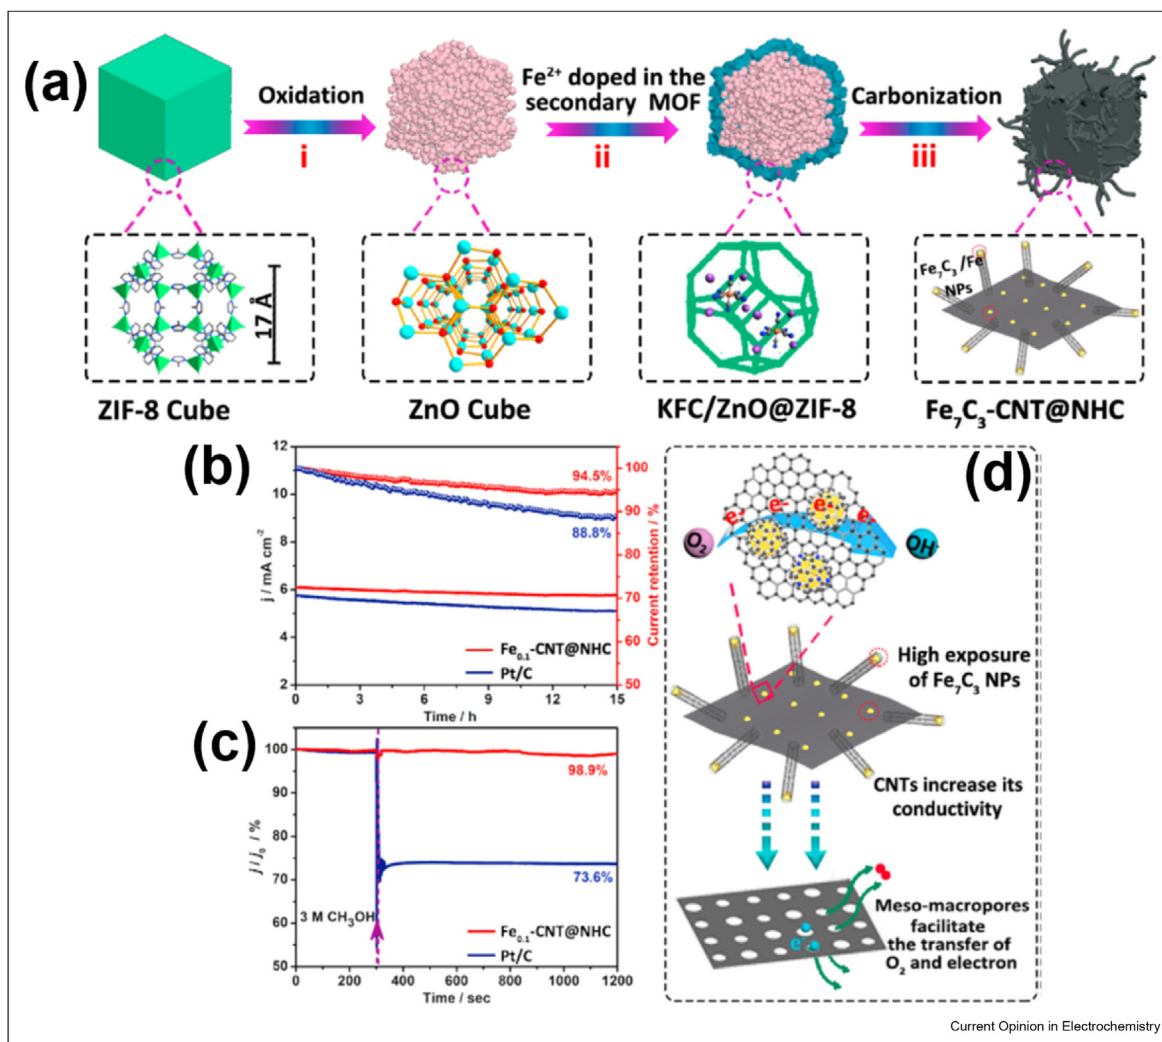 (a)
Oxidation
i
Fe²⁺ doped in the
secondary MOF
ii
Carbonization
iii
17 Å
Fe₇C₃/Fe
NPs
ZIF-8 Cube
ZnO Cube
KFC/ZnO@ZIF-8
Fe₇C₃-CNT@NHC
(b)
12
10
8
6
4
2
j / mA cm⁻²
100
95
90
85
80
75
70
65
60
55
50
Current retention / %
94.5%
88.8%
Fe₀.₁-CNT@NHC
Pt/C
0
3
6
9
12
15
Time / h
(c)
100
90
80
70
60
50
j / j₀ / %
98.9%
73.6%
3 M CH₃OH
Fe₀.₁-CNT@NHC
Pt/C
0
200
400
600
800
1000
1200
Time / sec
(d)
e-
e-
e-
e-
O₂
OH-
High exposure
of Fe₇C₃ NPs
CNTs increase its
conductivity
e-
Meso-macropores
facilitate
the transfer of
O₂ and electron
Current Opinion in Electrochemistry